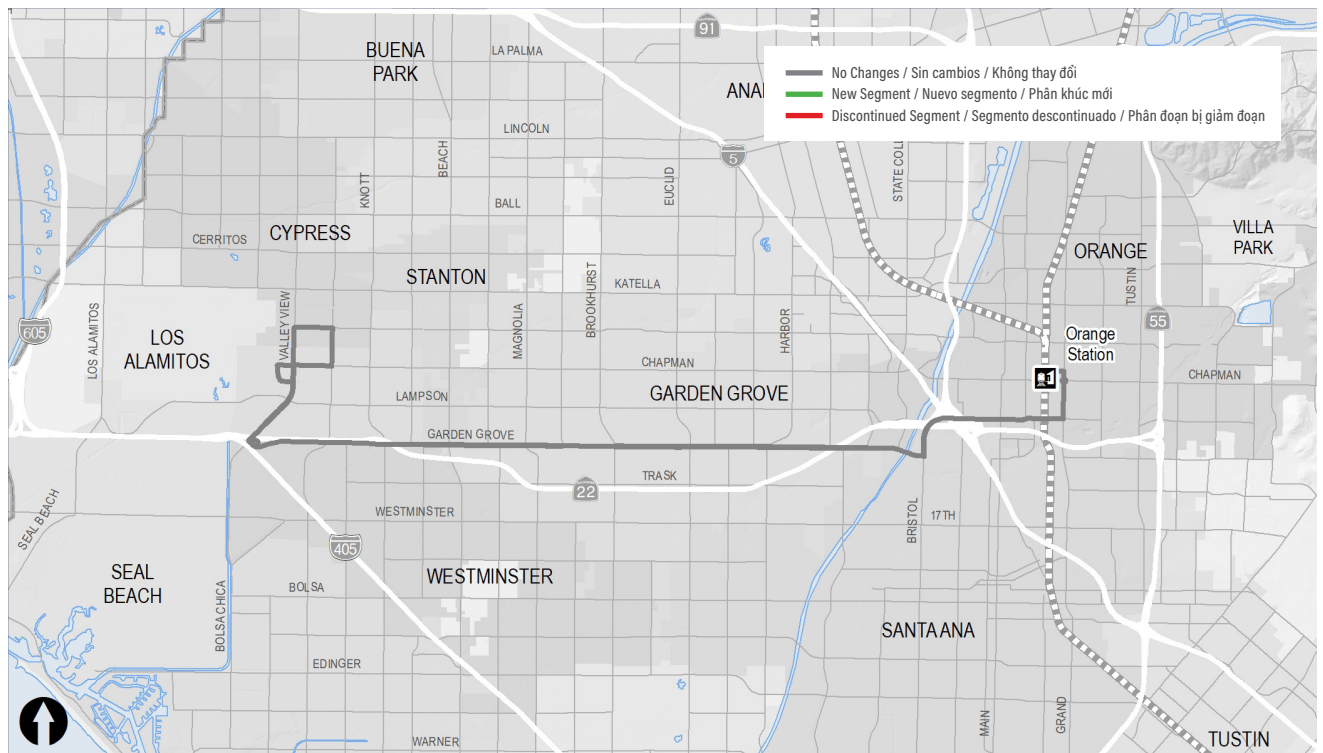 BUENA
PARK
LA PALMA
91
ANA
No Changes / Sin cambios / Không thay đổi
New Segment / Nuevo segmento / Phân khúc mới
Discontinued Segment / Segmento descontinuado / Phân đoạn bị giảm đoạn
LINCOLN
5
KNOTT
BEACH
EUCLID
STATE COLL
BALL
CERRITOS
CYPRESS
STANTON
KATELLA
ORANGE
VILLA
PARK
TUSTIN
605
LOS ALAMITOS
LOS
ALAMITOS
VALLEY VIEW
MAGNOLIA
BROOKHURST
HARBOR
55
Orange
Station
CHAPMAN
CHAPMAN
LAMPSON
GARDEN GROVE
GARDEN GROVE
TRASK
22
SEAL BEACH
WESTMINSTER
BRISTOL
17TH
405
SEAL
BEACH
BOLSA CHICA
BOLSA
WESTMINSTER
SANTA ANA
EDINGER
MAIN
GRAND
WARNER
TUSTIN